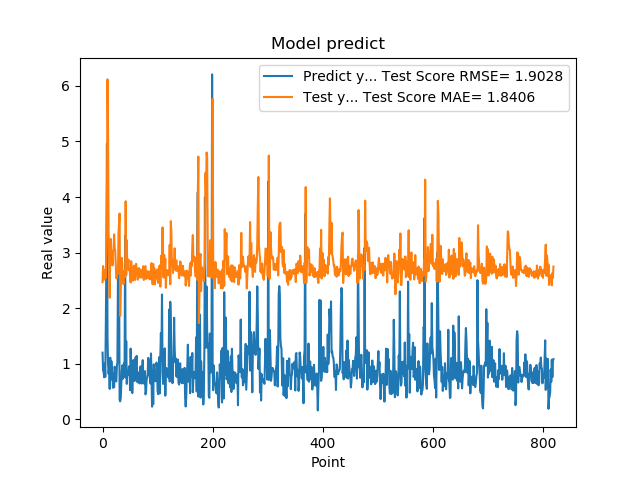 Model predict
Predict y... Test Score RMSE= 1.9028
Test y... Test Score MAE= 1.8406
6
5
4
3
2
1
0
Real value
0 200 400 600 800
Point